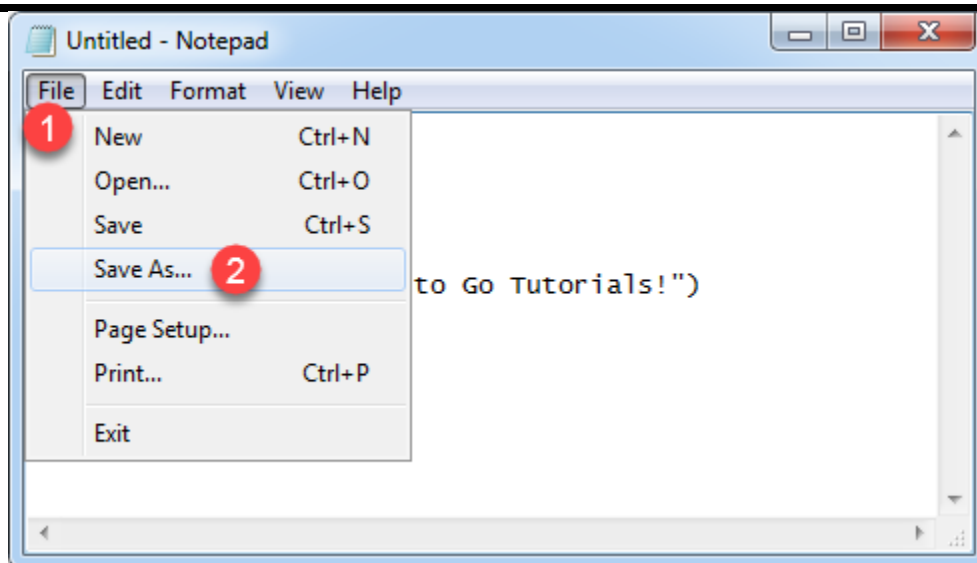 Untitled - Notepad
File Edit Format View Help
1
New Ctrl+N
Open... Ctrl+O
Save Ctrl+S
Save As... 2
to Go Tutorials!")
Page Setup...
Print... Ctrl+P
Exit